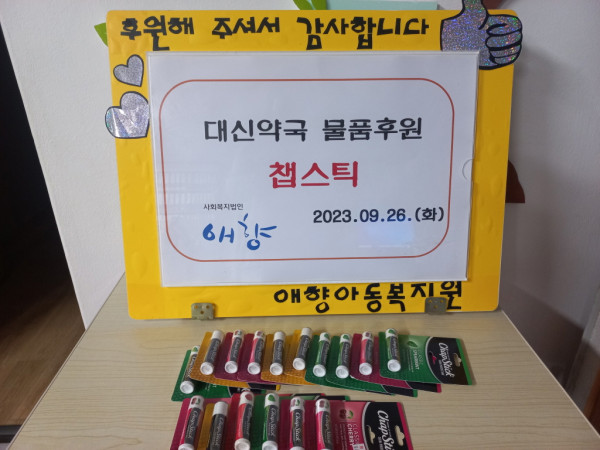 후원해 주셔서 감사합니다
대신약국 물품후원
챕스틱
사회복지법인
애향
2023.09.26.(화)
애향아동복지원
ChapStick
CLASSIC
CHERRY
ChapStick